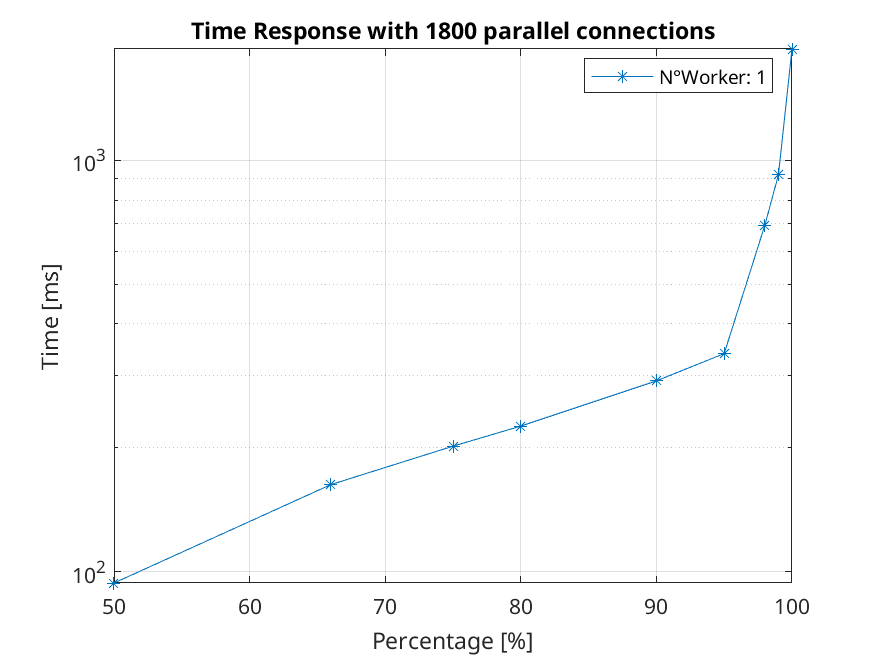 Time Response with 1800 parallel connections
N°Worker: 1
10^3
10^2
Time [ms]
50 60 70 80 90 100
Percentage [%]